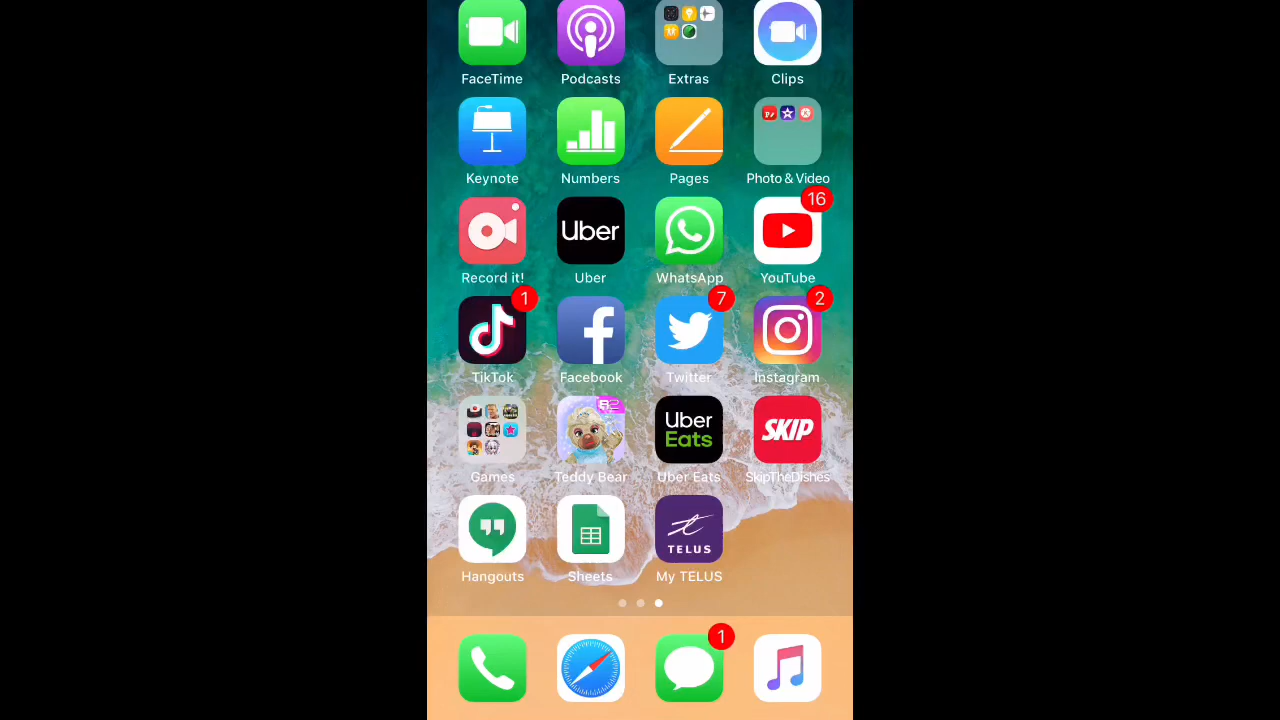 FaceTime Podcasts Extras Clips
Keynote Numbers Pages Photo & Video
16
Uber
Record it! Uber WhatsApp YouTube
1 7 2
TikTok Facebook Twitter Instagram
Uber Eats SKIP
Games Teddy Bear Uber Eats SkipTheDishes
TELUS
Hangouts Sheets My TELUS
1